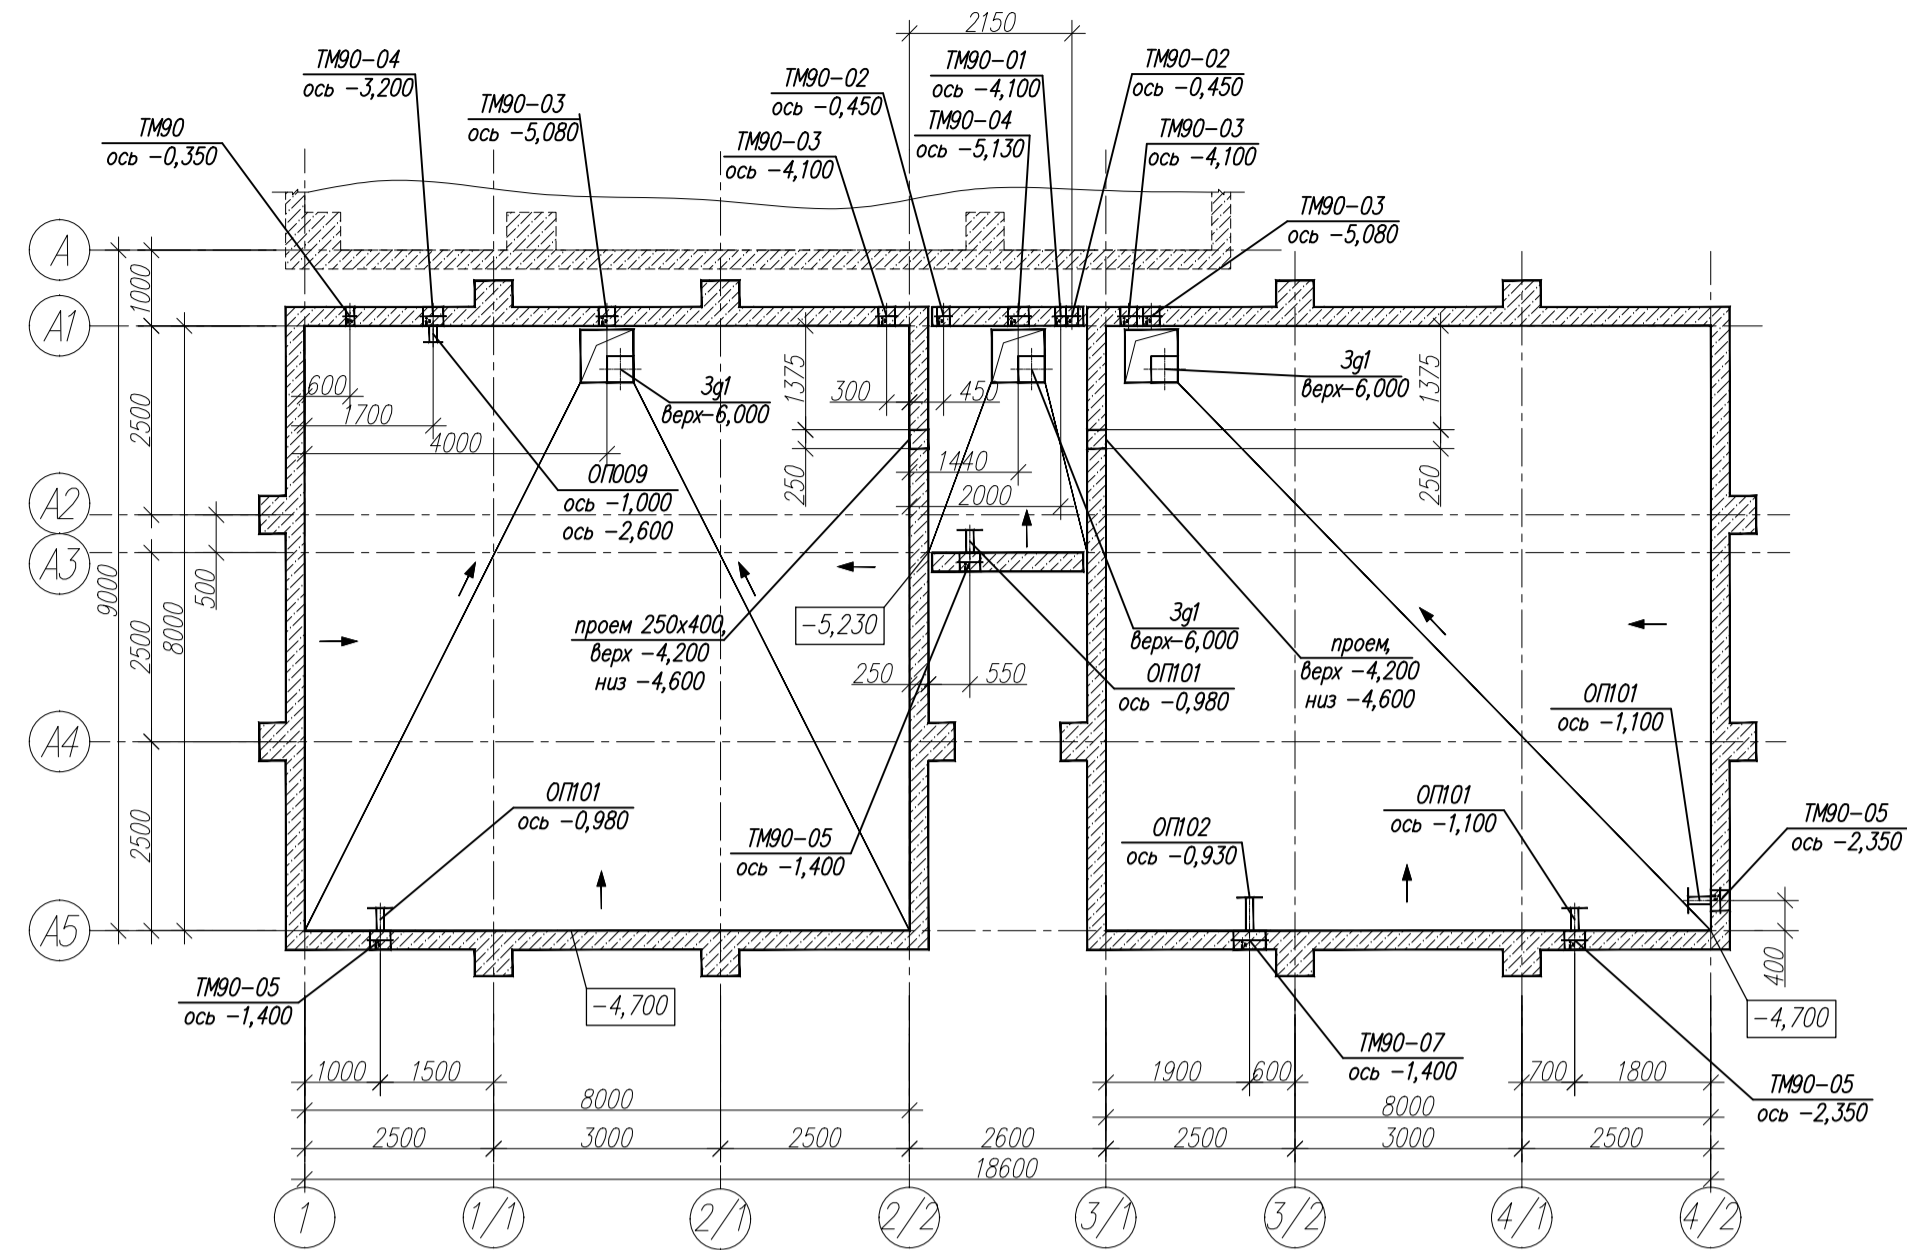 2150
ТМ90-04
ось -3,200
ТМ90-03
ось -5,080
ТМ90-02
ось -0,450
ТМ90-01
ось -4,100
ТМ90-02
ось -0,450
ТМ90
ось -0,350
ТМ90-03
ось -4,100
ТМ90-04
ось -5,130
ТМ90-03
ось -4,100
ТМ90-03
ось -5,080
А
А1
А2
А3
А4
А5
1000
2500
2500
2500
9000
8000
500
600
1700
4000
Зд1
верх-6,000
ОП009
ось -1,000
ось -2,600
1375
250
300
450
1440
2000
Зд1
верх-6,000
1375
250
проем 250х400,
верх -4,200
низ -4,600
-5,230
250
550
Зд1
верх-6,000
ОП101
ось -0,980
проем,
верх -4,200
низ -4,600
ОП101
ось -1,100
ОП101
ось -0,980
ТМ90-05
ось -1,400
ОП102
ось -0,930
ОП101
ось -1,100
ТМ90-05
ось -2,350
400
ТМ90-05
ось -1,400
-4,700
-4,700
ТМ90-07
ось -1,400
ТМ90-05
ось -2,350
1000
1500
1900
600
700
1800
8000
8000
2500
3000
2500
2600
2500
3000
2500
18600
1
1/1
2/1
2/2
3/1
3/2
4/1
4/2